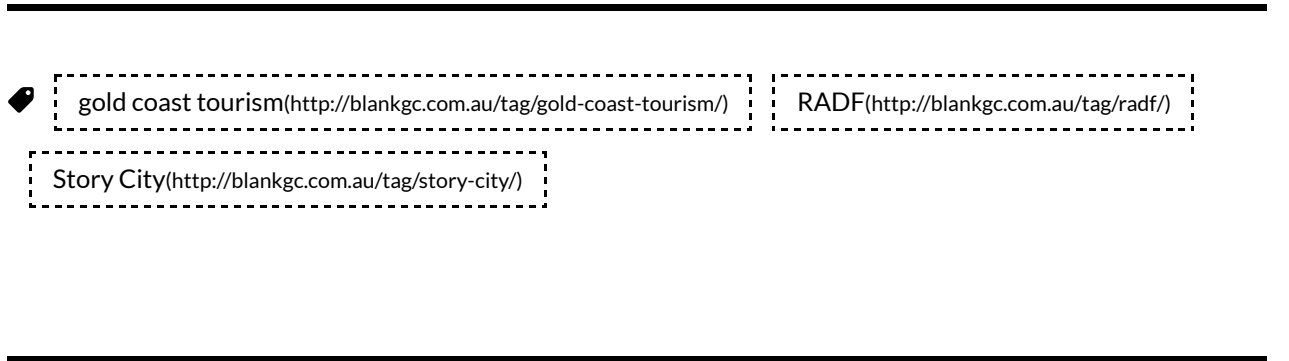 gold coast tourism(http://blankgc.com.au/tag/gold-coast-tourism/) RADF(http://blankgc.com.au/tag/radf/)
Story City(http://blankgc.com.au/tag/story-city/)